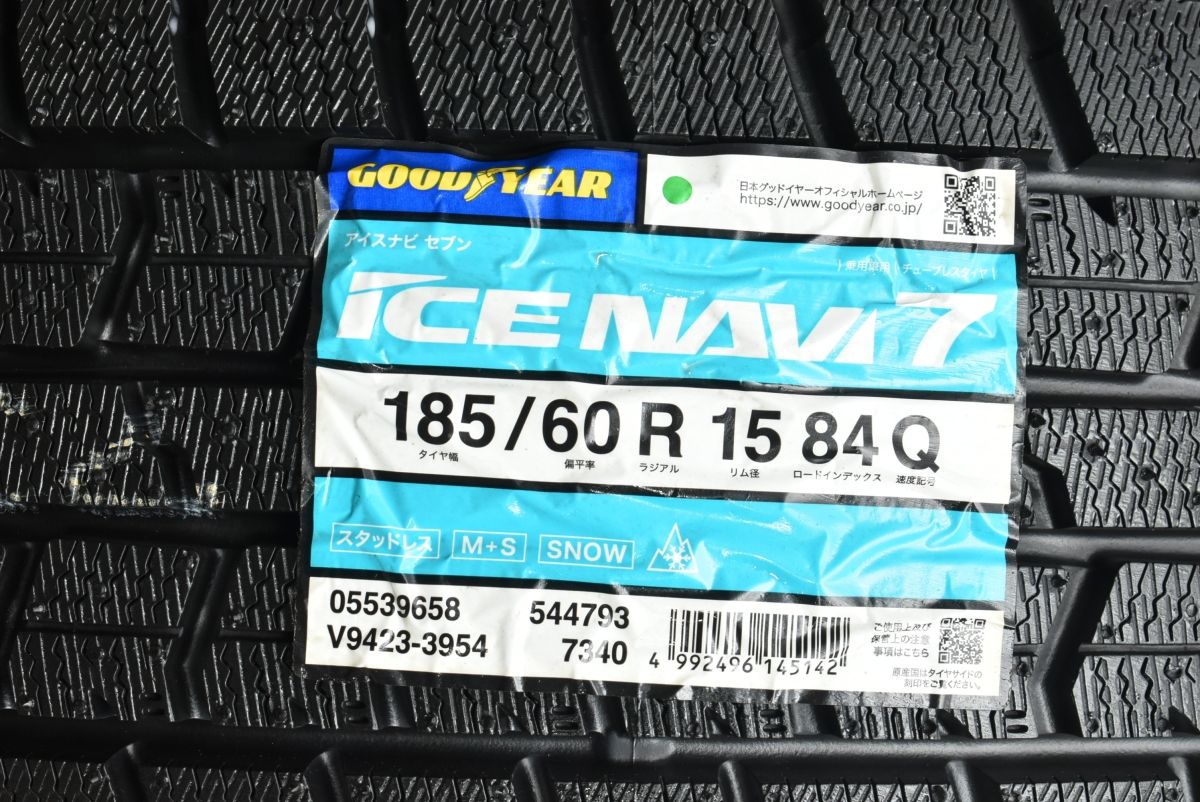 GOODYEAR
日本グッドイヤーオフィシャルホームページ
https://www.goodyear.co.jp/
アイスナビ セブン
乗用車用 | チューブレスタイヤ
ICE NAVI 7
185/60 R 15 84 Q
タイヤ幅 偏平率 ラジアル リム径 ロードインデックス 速度記号
スタッドレス M+S SNOW
05539658 544793
V9423-3954 7340
4 992496 145142
ご使用上及び
保管上の注意
事項はこちら
原産国はタイヤサイドの
刻印をご覧ください。